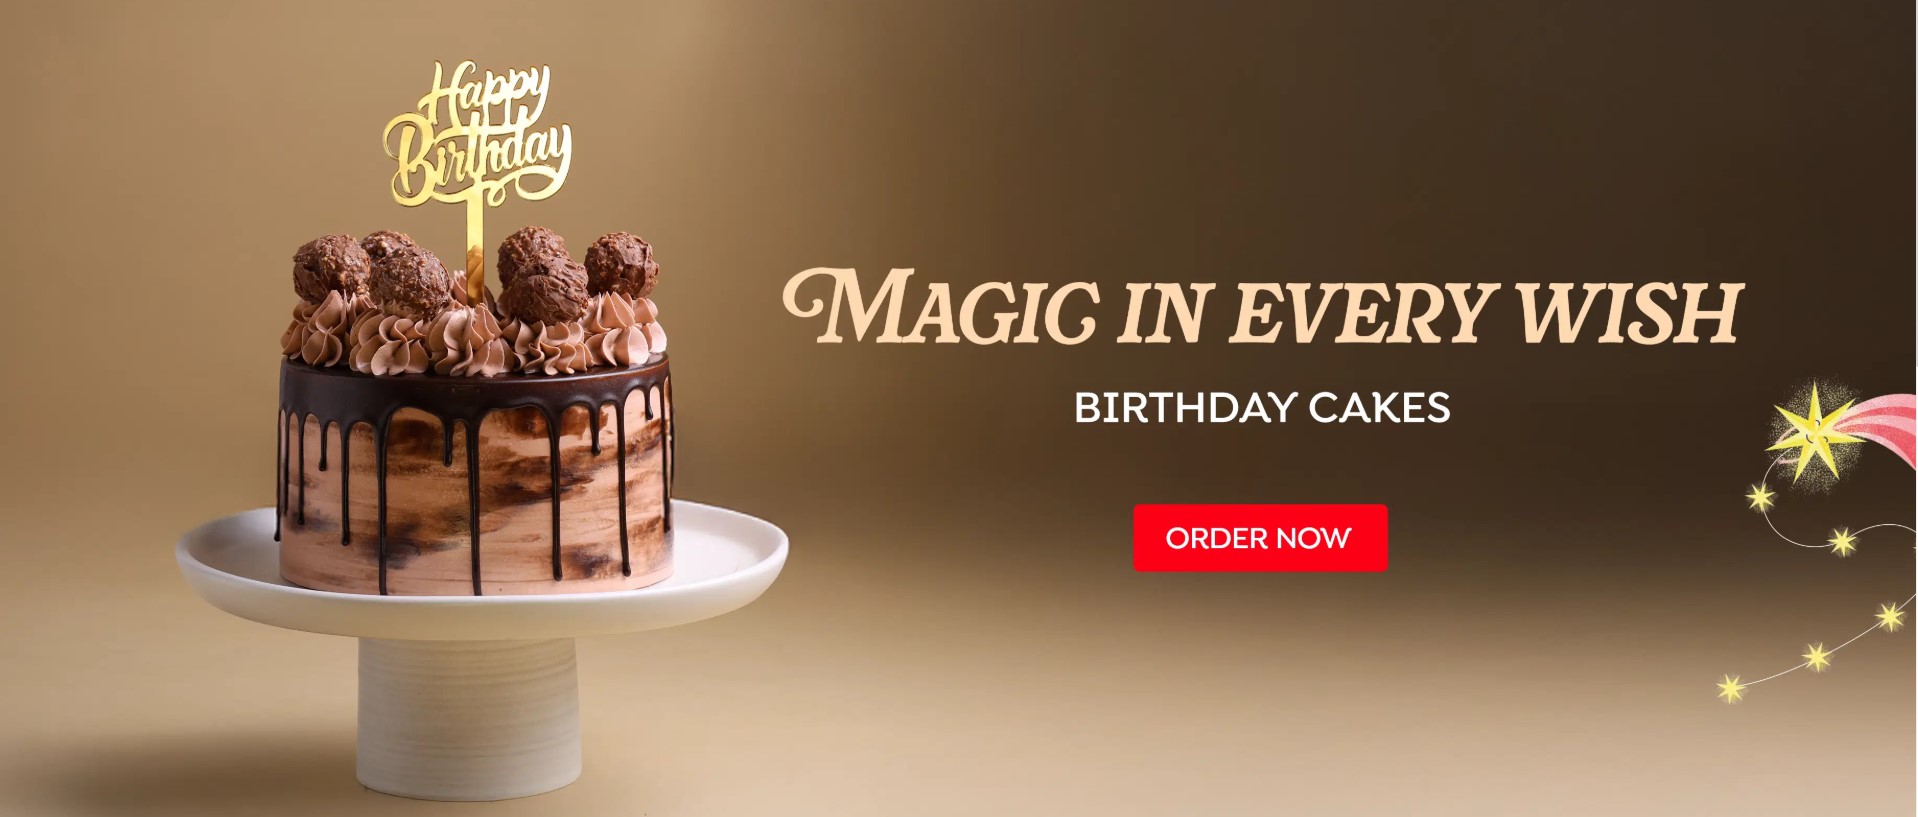 Happy
Birthday
MAGIC IN EVERY WISH
BIRTHDAY CAKES
ORDER NOW